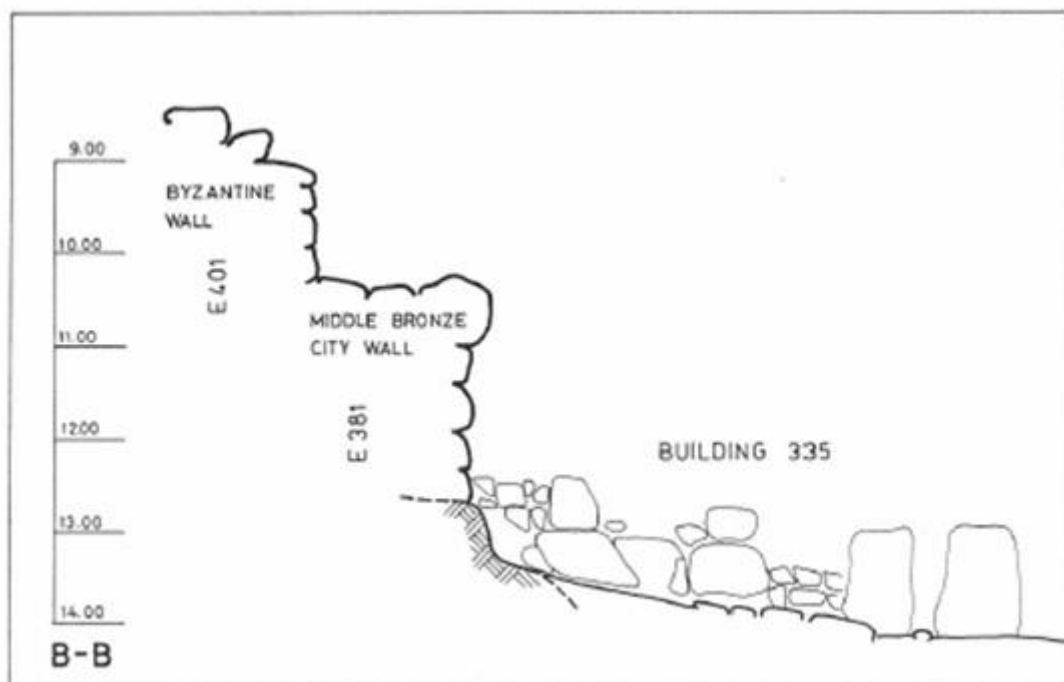 9.00
BYZANTINE
WALL
10.00
E 401
MIDDLE BRONZE
CITY WALL
11.00
E 381
12.00
BUILDING 335
13.00
14.00
B-B